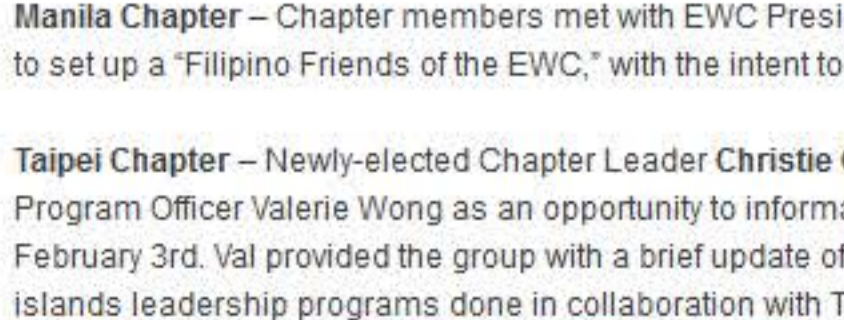 Manila Chapter – Chapter members met with EWC Presi
to set up a “Filipino Friends of the EWC,” with the intent to
Taipei Chapter – Newly-elected Chapter Leader Christie
Program Officer Valerie Wong as an opportunity to informa
February 3rd. Val provided the group with a brief update of
islands leadership programs done in collaboration with T